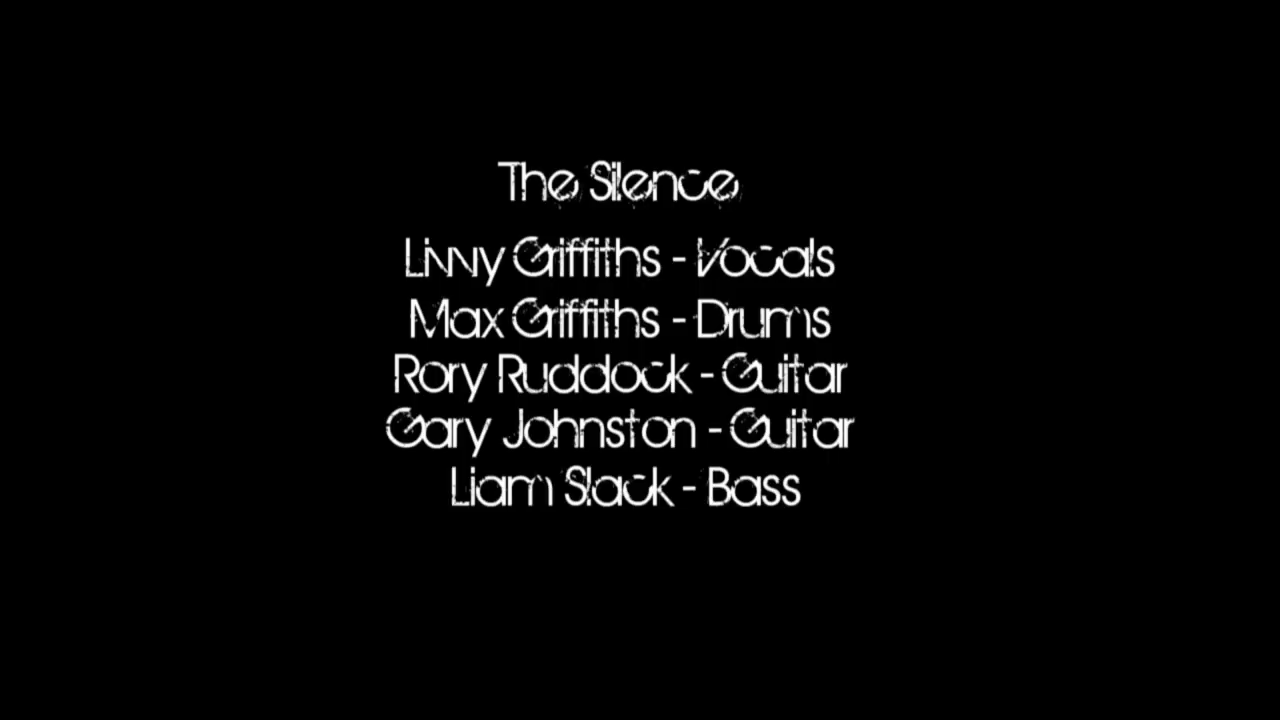 The Silence
Livvy Griffiths - Vocals
Max Griffiths - Drums
Rory Ruddock - Guitar
Gary Johnston - Guitar
Liam Slack - Bass